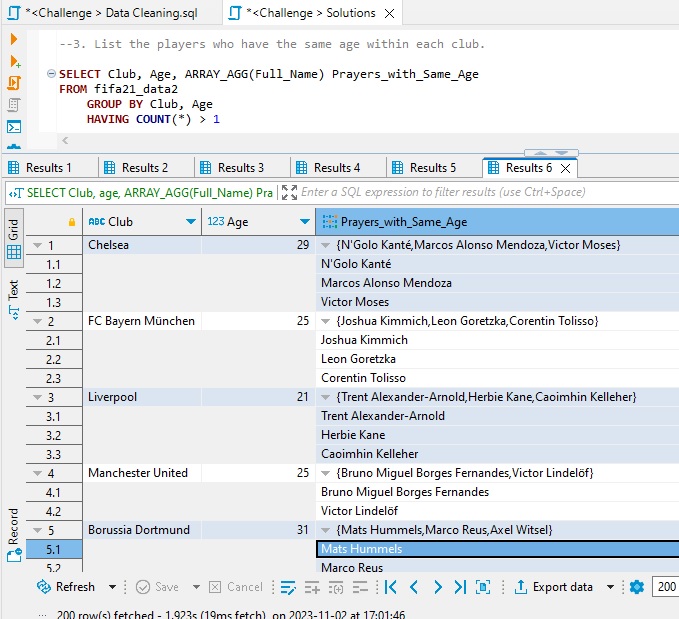 *<Challenge > Data Cleaning.sql
*<Challenge > Solutions
--3. List the players who have the same age within each club.
SELECT Club, Age, ARRAY_AGG(Full_Name) Prayers_with_Same_Age
FROM fifa21_data2
GROUP BY Club, Age
HAVING COUNT(*) > 1
Results 1
Results 2
Results 3
Results 4
Results 5
Results 6
SELECT Club, age, ARRAY_AGG(Full_Name) Pra
Enter a SQL expression to filter results (use Ctrl+Space)
Grid
Text
Record
ABC Club
123 Age
Prayers_with_Same_Age
1 Chelsea 29 {N'Golo Kanté,Marcos Alonso Mendoza,Victor Moses}
1.1 N'Golo Kanté
1.2 Marcos Alonso Mendoza
1.3 Victor Moses
2 FC Bayern München 25 {Joshua Kimmich,Leon Goretzka,Corentin Tolisso}
2.1 Joshua Kimmich
2.2 Leon Goretzka
2.3 Corentin Tolisso
3 Liverpool 21 {Trent Alexander-Arnold,Herbie Kane,Caoimhin Kelleher}
3.1 Trent Alexander-Arnold
3.2 Herbie Kane
3.3 Caoimhin Kelleher
4 Manchester United 25 {Bruno Miguel Borges Fernandes,Victor Lindelöf}
4.1 Bruno Miguel Borges Fernandes
4.2 Victor Lindelöf
5 Borussia Dortmund 31 {Mats Hummels,Marco Reus,Axel Witsel}
5.1 Mats Hummels
5.2 Marco Reus
Refresh
Save
Cancel
Export data
200
200 row(s) fetched - 1.923s (19ms fetch), on 2023-11-02 at 17:01:46